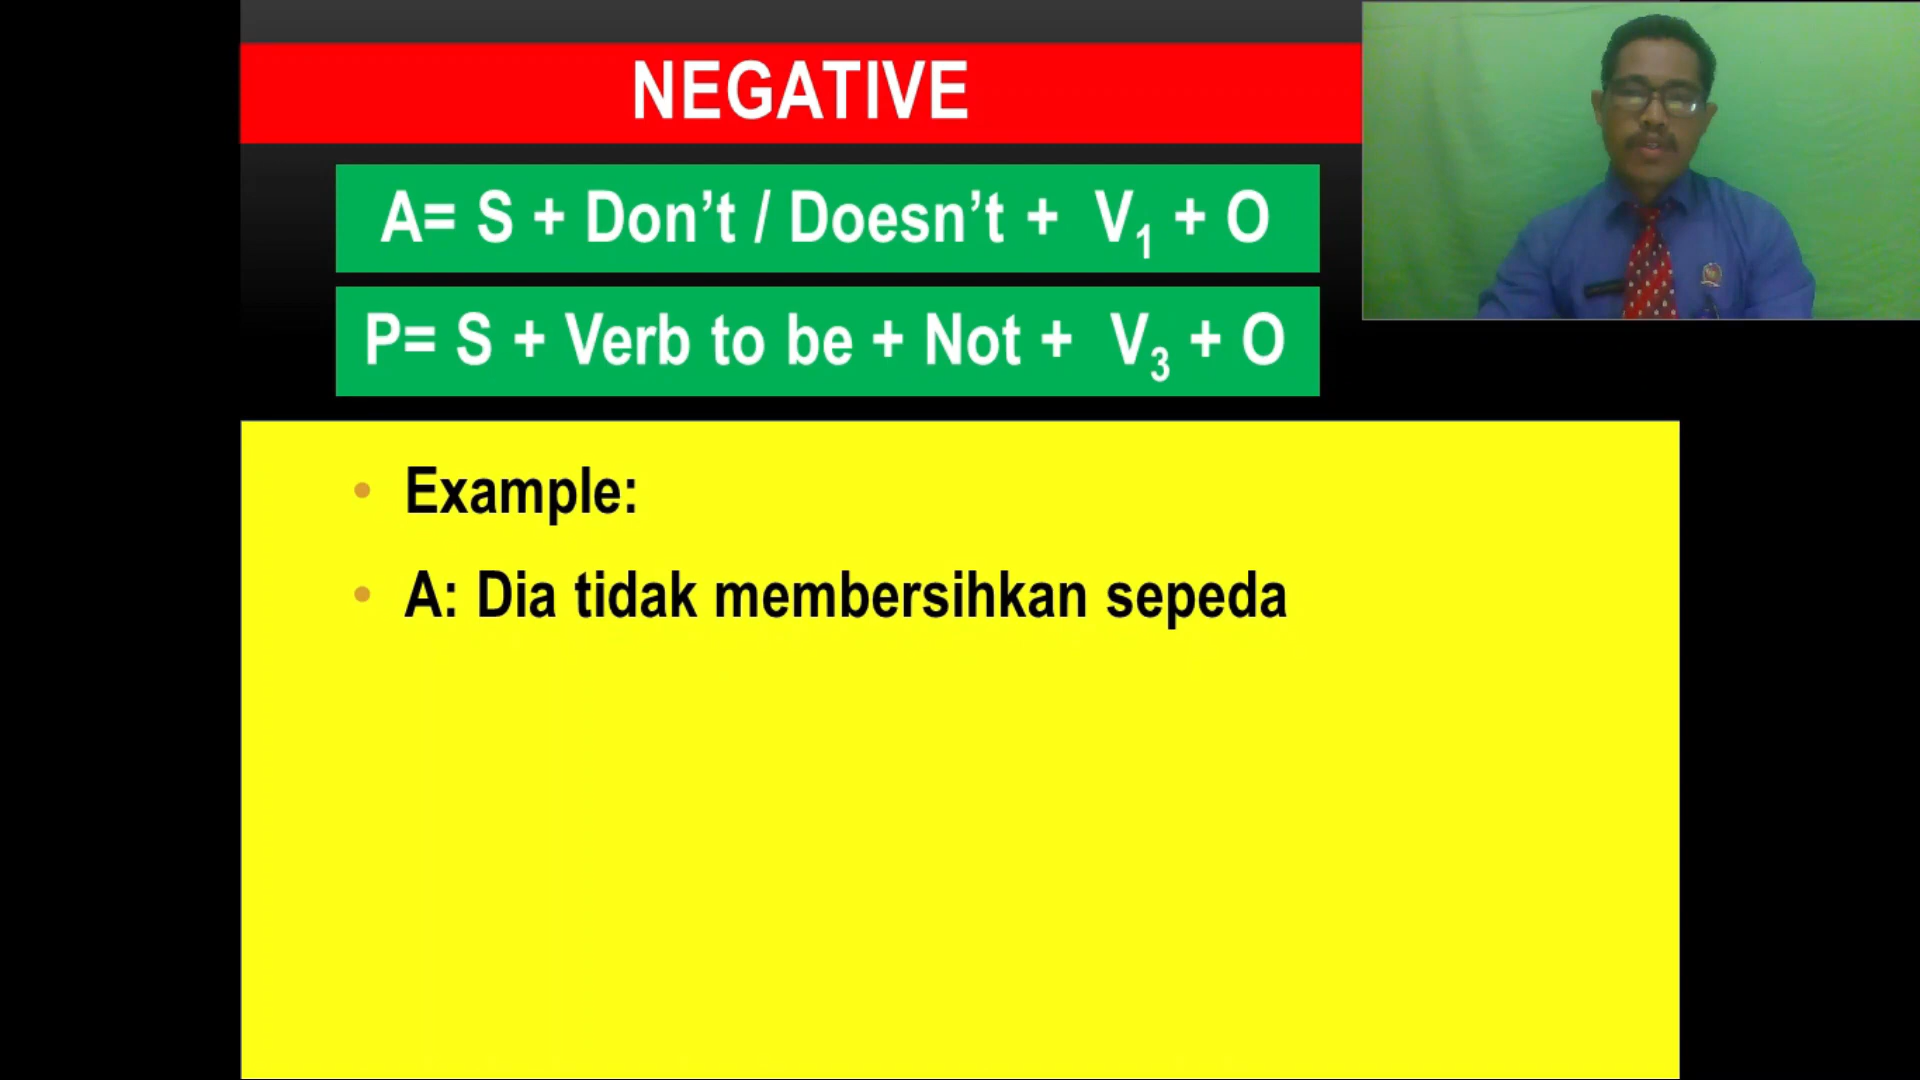 NEGATIVE
A= S + Don’t / Doesn’t + V₁ + O
P= S + Verb to be + Not + V₃ + O
• Example:
• A: Dia tidak membersihkan sepeda